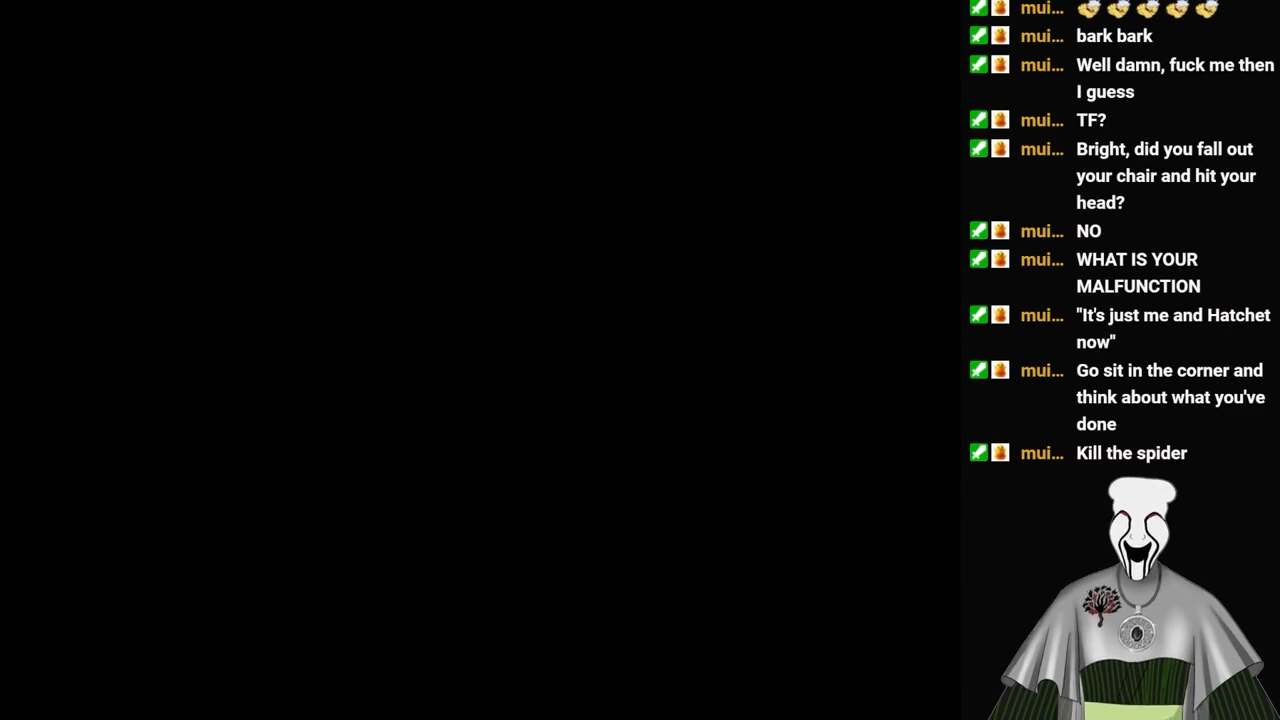 mui...
mui... bark bark
mui... Well damn, fuck me then
I guess
mui... TF?
mui... Bright, did you fall out
your chair and hit your
head?
mui... NO
mui... WHAT IS YOUR
MALFUNCTION
mui... "It's just me and Hatchet
now"
mui... Go sit in the corner and
think about what you've
done
mui... Kill the spider